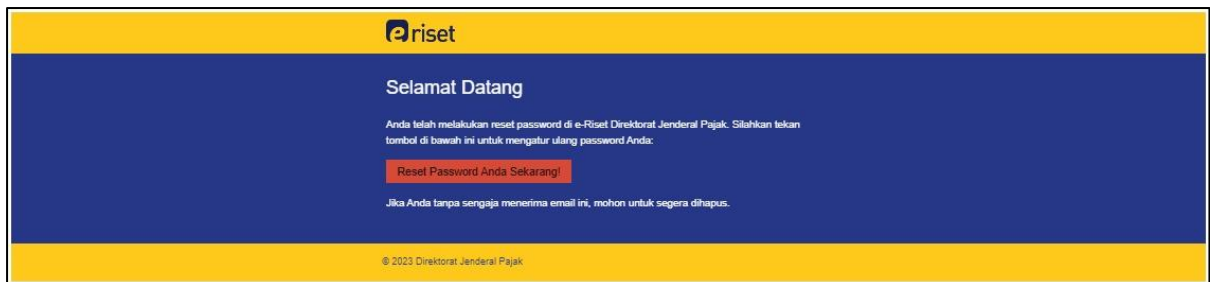 e riset
Selamat Datang
Anda telah melakukan reset password di e-Riset Direktorat Jenderal Pajak. Silahkan tekan
tombol di bawah ini untuk mengatur ulang password Anda:
Reset Password Anda Sekarang!
Jika Anda tanpa sengaja menerima email ini, mohon untuk segera dihapus.
© 2023 Direktorat Jenderal Pajak